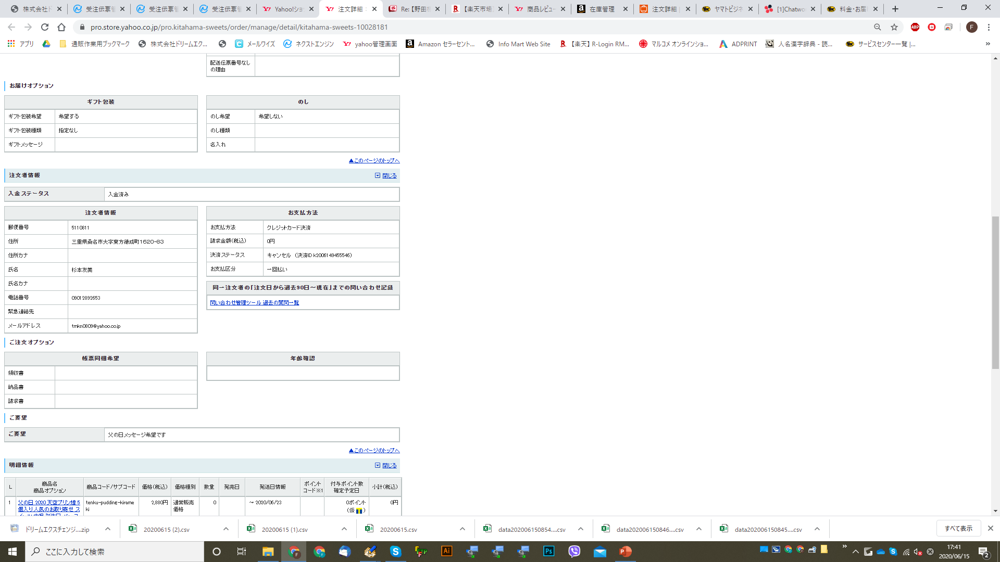 株式会社ド
受注伝票管
受注伝票管
受注伝票管
Yahoo!ショ
注文詳細
Re:【野田
【楽天市場
商品レビュー
在庫管理
注文詳細
ヤマトビジネ
[1]Chatwo
料金・お届
pro.store.yahoo.co.jp/pro.kitahama-sweets/order/manage/detail/kitahama-sweets-10028181
アプリ
通販作業用ブックマーク
株式会社ドリームエク...
メールワイズ
ネクストエンジン
yahoo管理画面
Amazon セラーセント...
Info Mart Web Site
【楽天】R-Login RM...
マルコメ オンラインショ...
ADPRINT
人名漢字辞典 - 読...
サービスセンター一覧 |...
配送伝票番号なし
の理由
お届けオプション
ギフト包装
ギフト包装希望 希望する
ギフト包装種類 指定なし
ギフトメッセージ
のし
のし希望 希望しない
のし種類
名入れ
▲このページのトップへ
注文者情報
閉じる
入金ステータス 入金済み
注文者情報
郵便番号 5110811
住所 三重県桑名市大字東方徳成町1620-83
住所カナ
氏名 杉本友美
氏名カナ
電話番号 09012892653
緊急連絡先
メールアドレス tmkn0809@yahoo.co.jp
お支払方法
お支払方法 クレジットカード決済
請求金額(税込) 0円
決済ステータス キャンセル (決済ID k2006149455546)
お支払区分 一回払い
同一注文者の「注文日から過去90日～現在」までの問い合わせ記録
問い合わせ管理ツール 過去の質問一覧
ご注文オプション
帳票同梱希望
領収書
納品書
請求書
年齢確認
ご要望
ご要望 父の日メッセージ希望です
▲このページのトップへ
明細情報
閉じる
L
商品名
商品オプション
商品コード/サブコード
価格(税込)
価格種別
数量
発売日
発送日情報
ポイント
コード※1
付与ポイント数
確定予定日
小計(税込)
1
父の日 2020 天空プリン煌 5
個入り 人気のお取り寄せ ス
tenku-pudding-kirame
ki
2,880円
通常販売
価格
0
～ 2020/06/23
0ポイント
(仮 )
0円
ドリームエクスチェンジ....zip
20200615 (2).csv
20200615 (1).csv
20200615.csv
data202006150854....csv
data202006150846....csv
data202006150845....csv
すべて表示
ここに入力して検索
17:41
2020/06/15
2